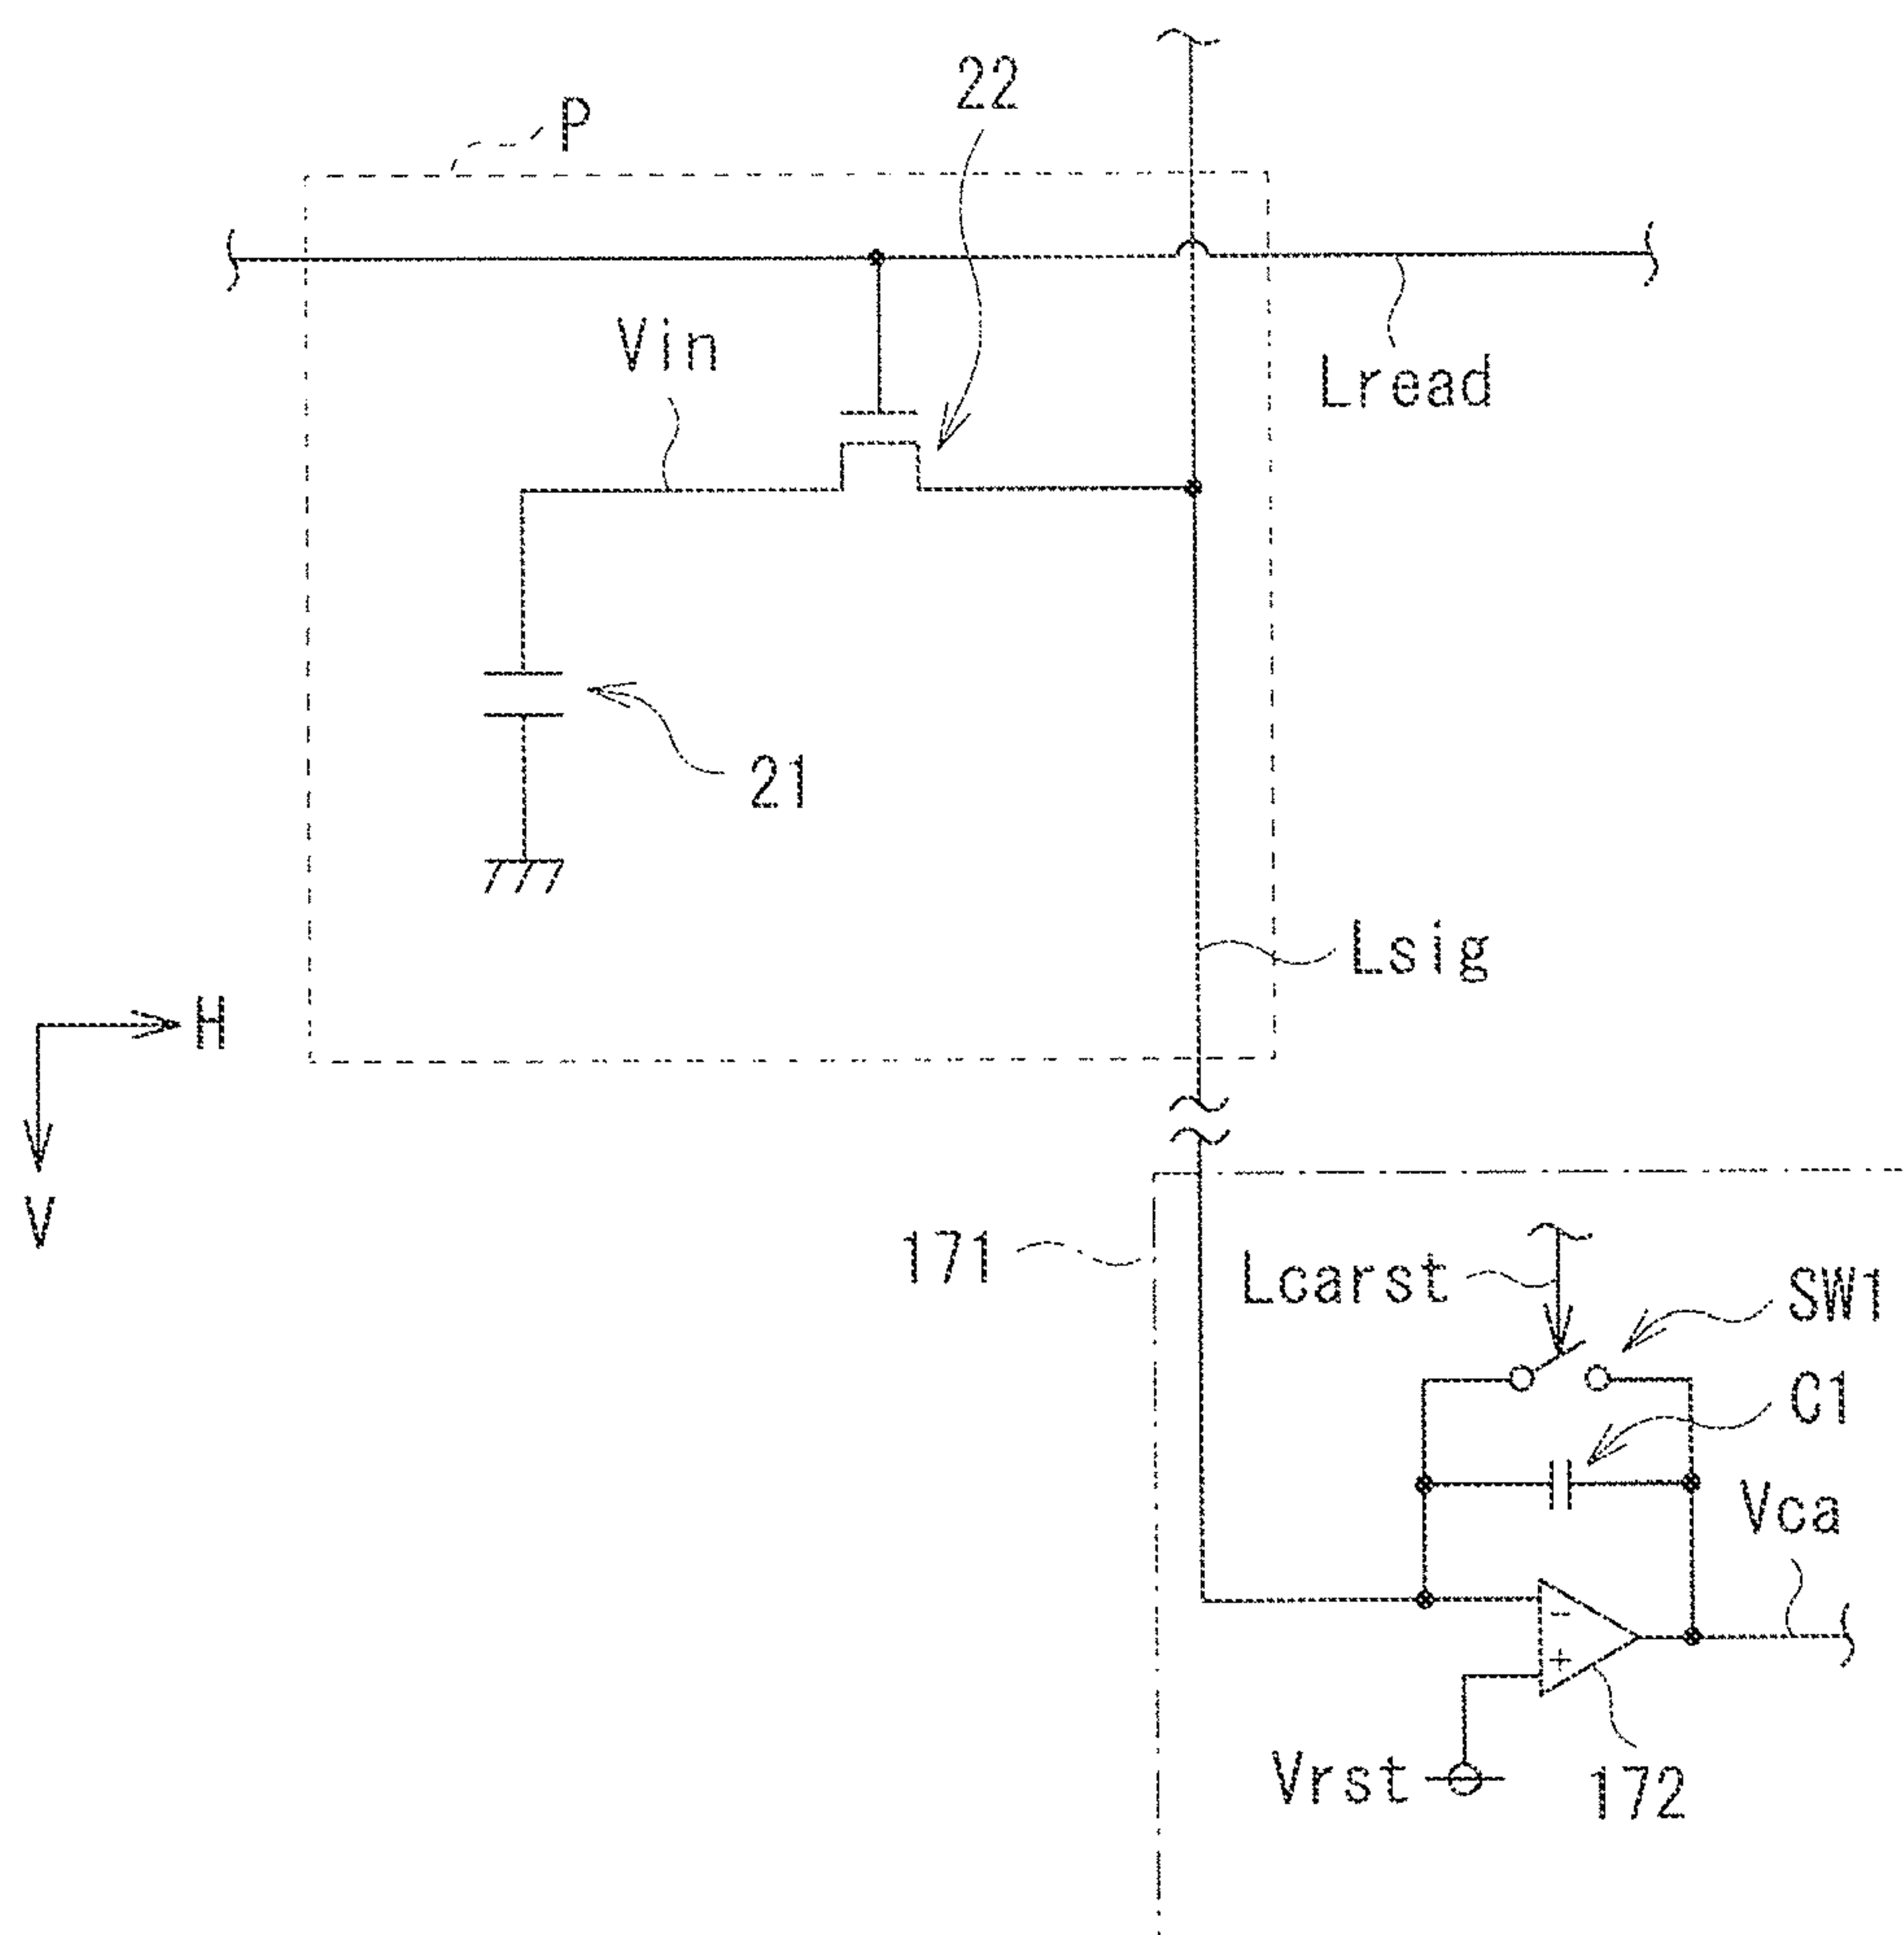 22
P
Vin
Lread
21
Lsig
H
V
171
Lcarst
SW1
C1
Vca
-
+
Vrst
172